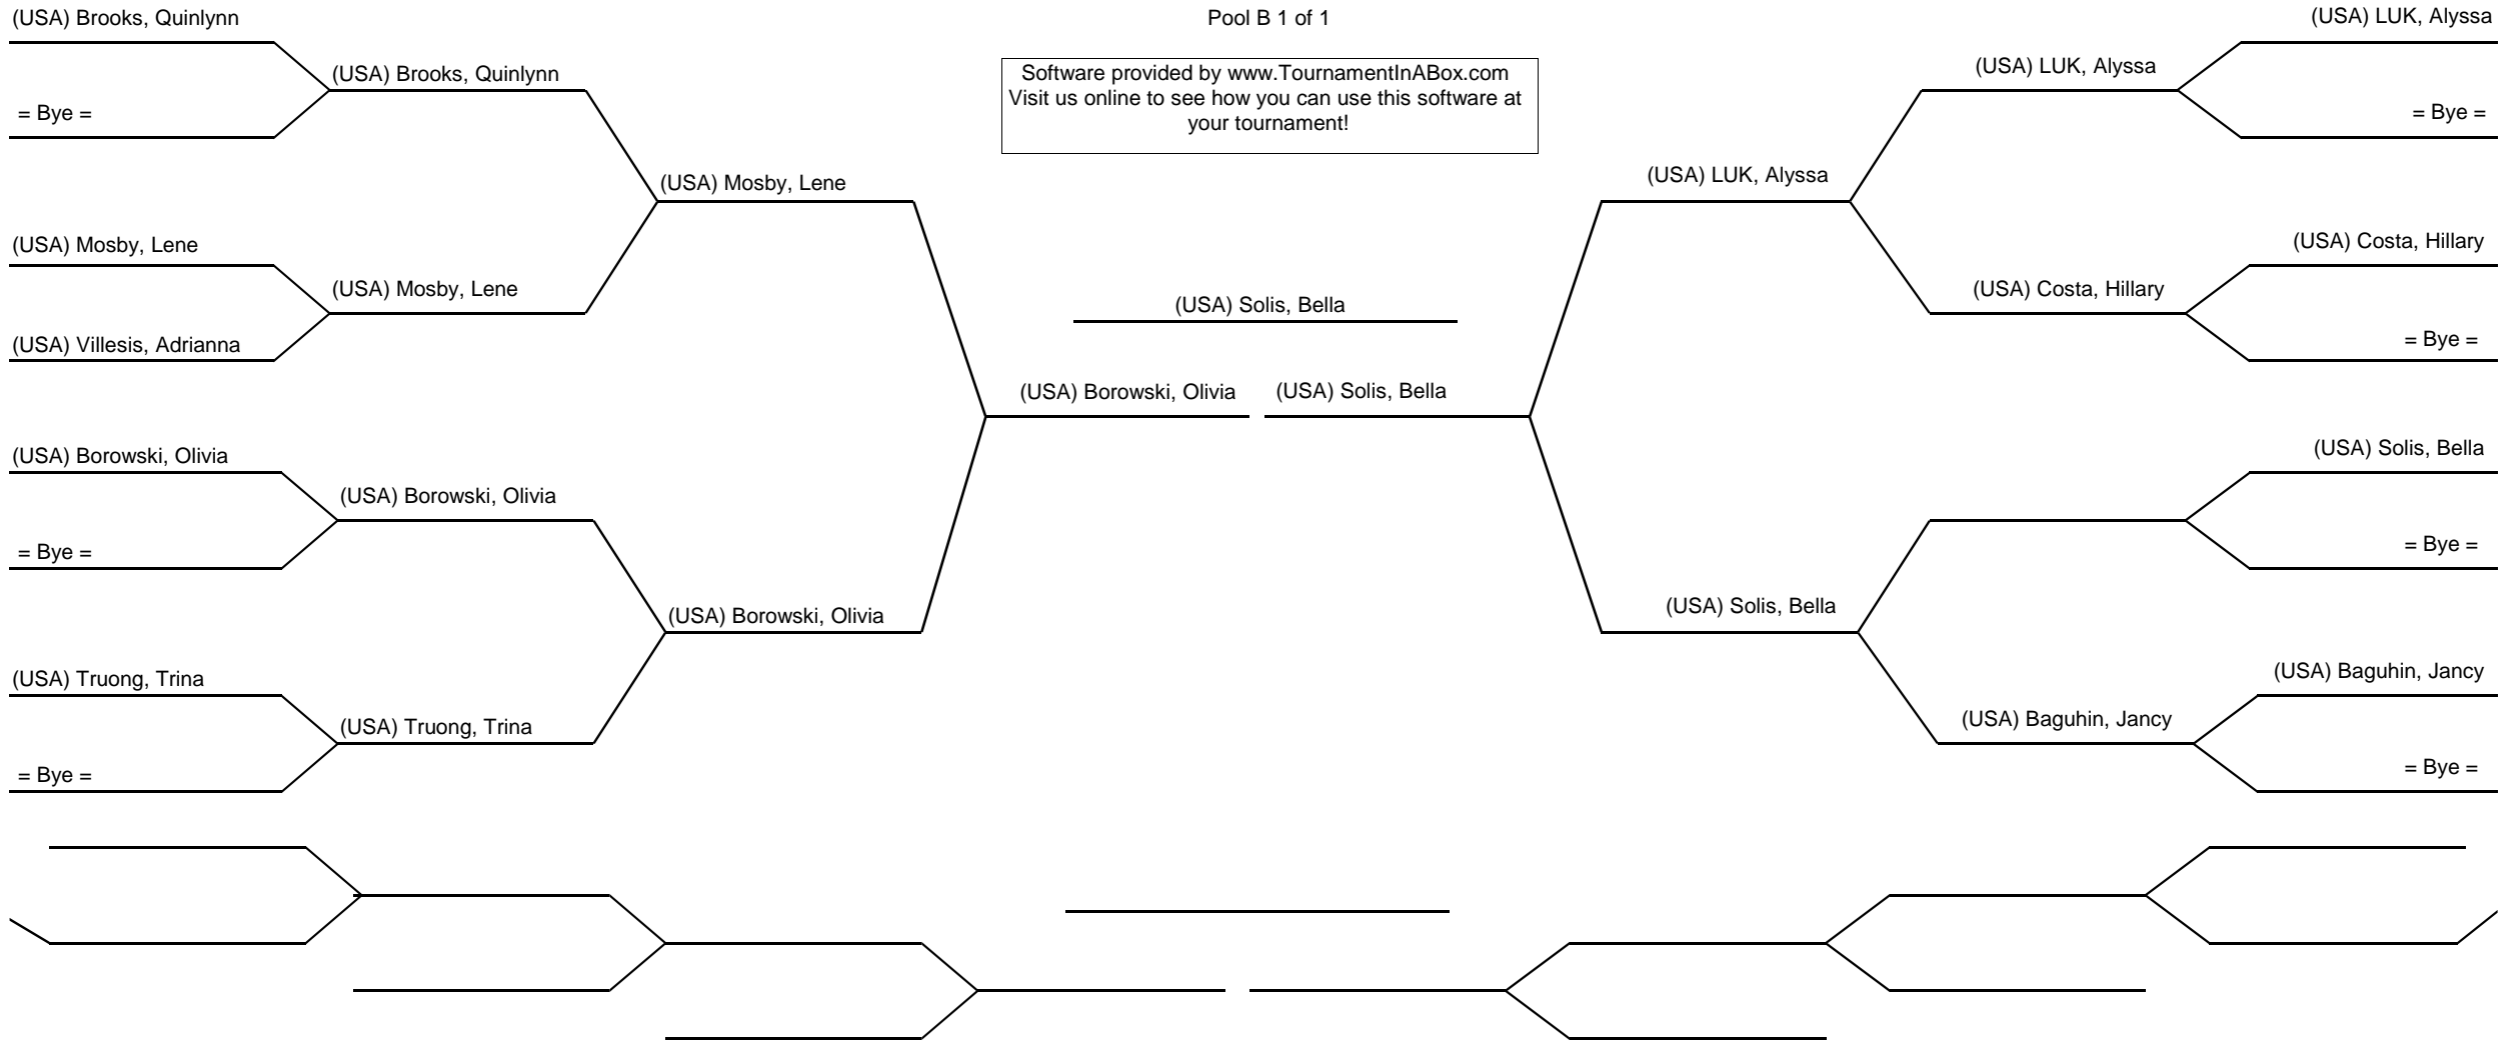 (USA) Brooks, Quinlynn
Pool B 1 of 1
(USA) LUK, Alyssa
(USA) Brooks, Quinlynn
Software provided by www.TournamentInABox.com
Visit us online to see how you can use this software at
your tournament!
(USA) LUK, Alyssa
= Bye =
= Bye =
(USA) Mosby, Lene
(USA) LUK, Alyssa
(USA) Mosby, Lene
(USA) Costa, Hillary
(USA) Mosby, Lene
(USA) Solis, Bella
(USA) Costa, Hillary
(USA) Villesis, Adrianna
= Bye =
(USA) Borowski, Olivia
(USA) Solis, Bella
(USA) Borowski, Olivia
(USA) Solis, Bella
(USA) Borowski, Olivia
= Bye =
= Bye =
(USA) Borowski, Olivia
(USA) Solis, Bella
(USA) Truong, Trina
(USA) Baguhin, Jancy
(USA) Truong, Trina
(USA) Baguhin, Jancy
= Bye =
= Bye =